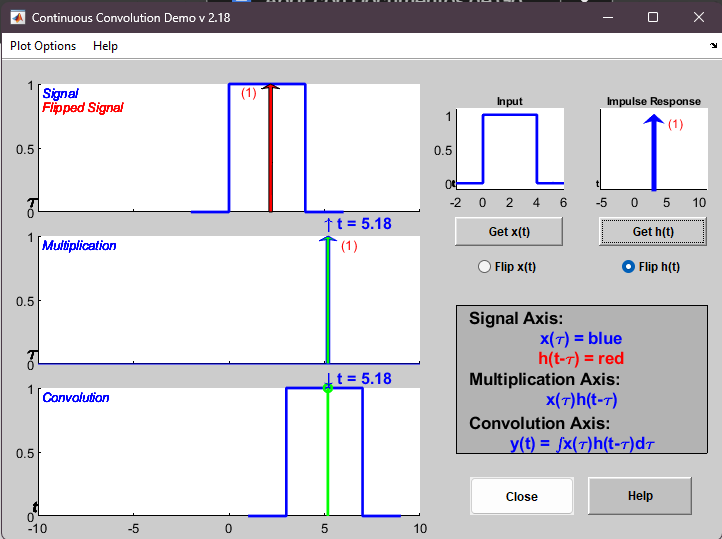 Continuous Convolution Demo v 2.18
Plot Options Help
Signal
Flipped Signal
(1)
1
0.5
0
τ
↑ t = 5.18
Multiplication
(1)
1
0.5
0
τ
↓ t = 5.18
Convolution
1
0.5
0
t
-10 -5 0 5 10
Input
1
0.5
0
t
-2 0 2 4 6
Impulse Response
(1)
t
-5 0 5 10
Get x(t) Get h(t)
Flip x(t) Flip h(t)
Signal Axis:
x(τ) = blue
h(t-τ) = red
Multiplication Axis:
x(τ)h(t-τ)
Convolution Axis:
y(t) = ∫x(τ)h(t-τ)dτ
Close Help